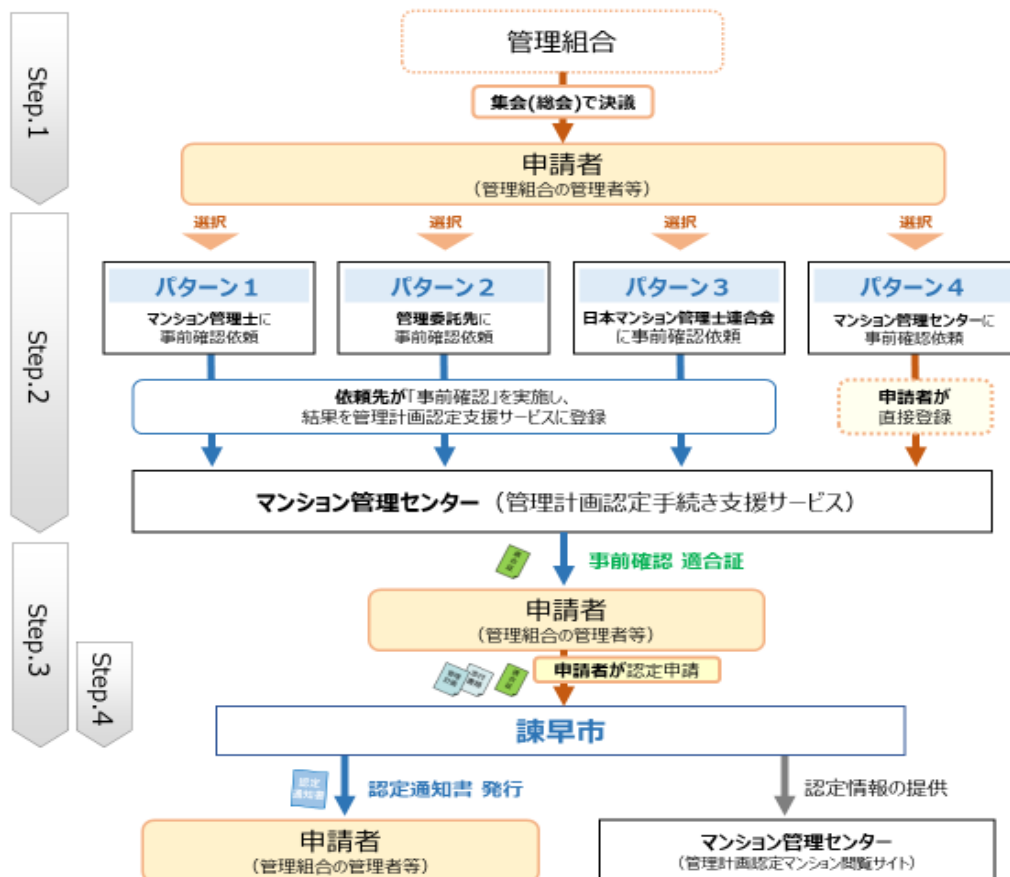 Step.1
管理組合
集会(総会)で決議
申請者
(管理組合の管理者等)
Step.2
選択
選択
選択
選択
パターン1
マンション管理士に
事前確認依頼
パターン2
管理委託先に
事前確認依頼
パターン3
日本マンション管理士連合会
に事前確認依頼
パターン4
マンション管理センターに
事前確認依頼
依頼先が「事前確認」を実施し、
結果を管理計画認定支援サービスに登録
申請者が
直接登録
マンション管理センター(管理計画認定手続き支援サービス)
Step.3
適合証
事前確認 適合証
申請者
(管理組合の管理者等)
Step.4
管理計画
添付書類
適合証
申請者が認定申請
諫早市
認定
通知書
認定通知書 発行
認定情報の提供
申請者
(管理組合の管理者等)
マンション管理センター
(管理計画認定マンション閲覧サイト)